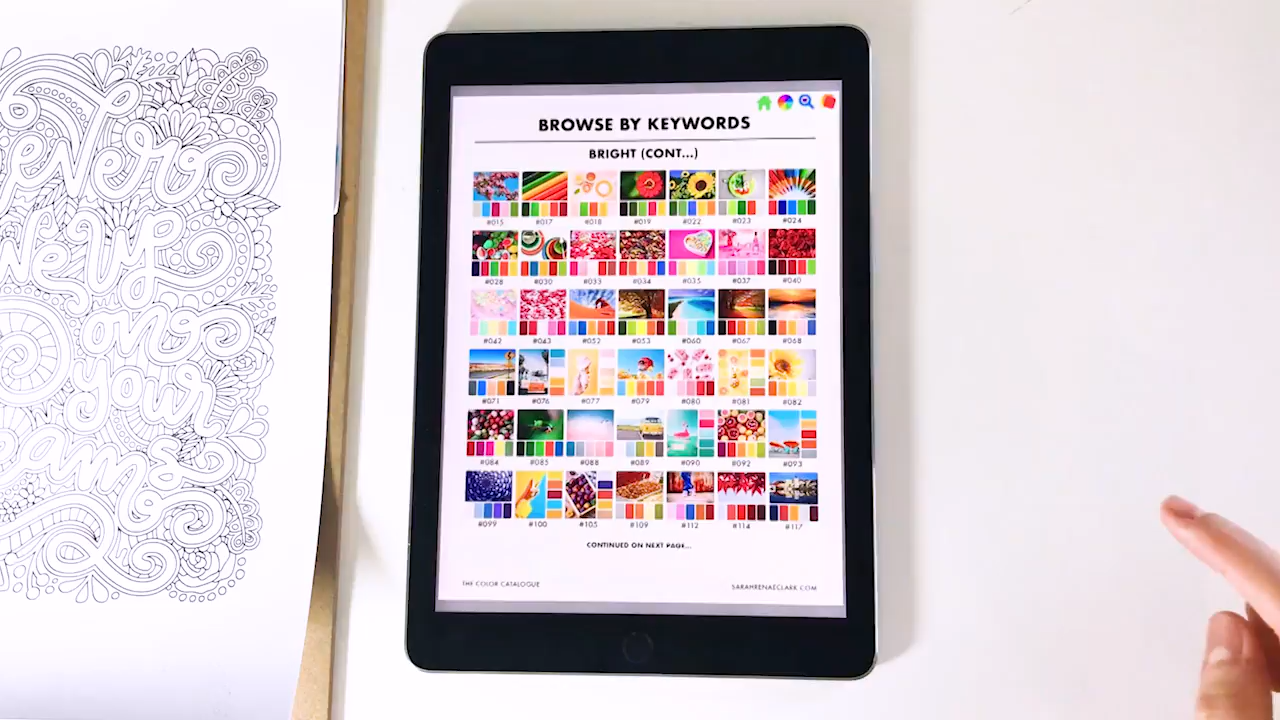 never
BROWSE BY KEYWORDS
BRIGHT (CONT...)
#015 #017 #018 #019 #022 #023 #024
#028 #030 #033 #034 #035 #037 #040
#042 #043 #052 #053 #060 #067 #068
#071 #076 #077 #079 #080 #081 #082
#084 #085 #088 #089 #090 #092 #093
#099 #100 #105 #109 #112 #114 #117
CONTINUED ON NEXT PAGE...
THE COLOR CATALOGUE
SARAHRENAECLARK.COM